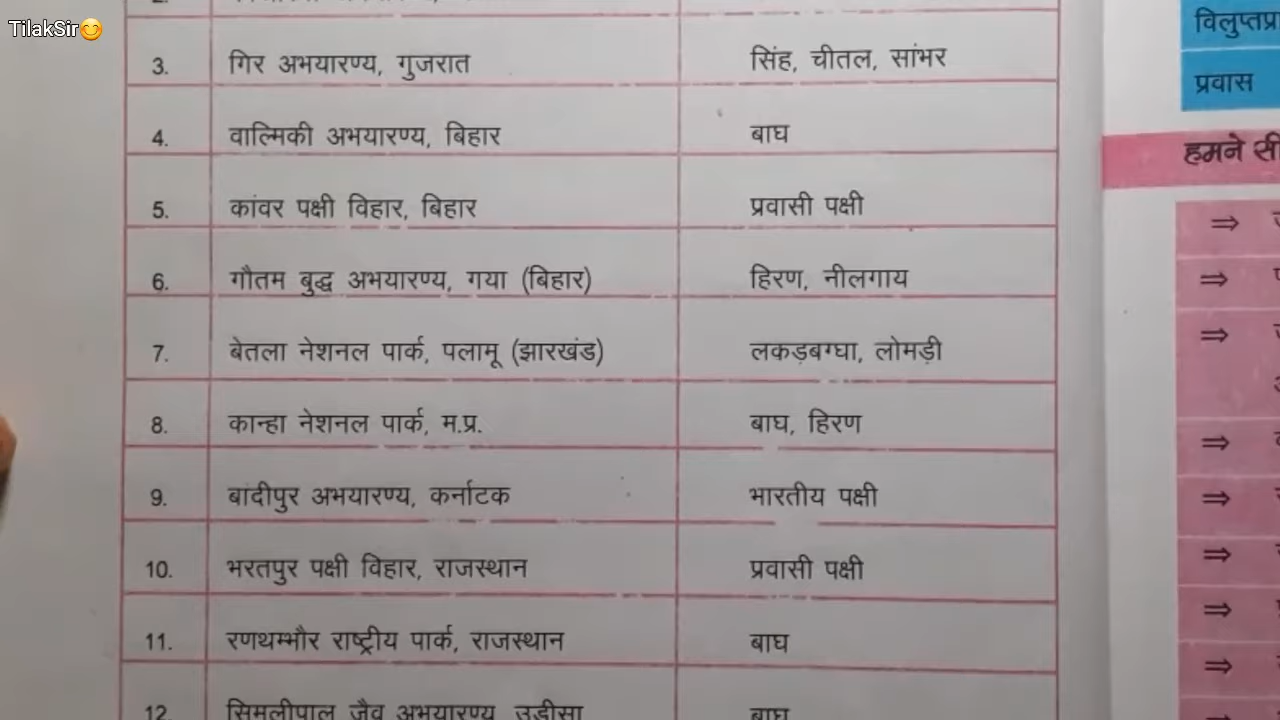 TilakSir😊
3. गिर अभयारण्य, गुजरात सिंह, चीतल, सांभर
4. वाल्मिकी अभयारण्य, बिहार बाघ
5. कांवर पक्षी विहार, बिहार प्रवासी पक्षी
6. गौतम बुद्ध अभयारण्य, गया (बिहार) हिरण, नीलगाय
7. बेतला नेशनल पार्क, पलामू (झारखंड) लकड़बग्घा, लोमड़ी
8. कान्हा नेशनल पार्क, म.प्र. बाघ, हिरण
9. बांदीपुर अभयारण्य, कर्नाटक भारतीय पक्षी
10. भरतपुर पक्षी विहार, राजस्थान प्रवासी पक्षी
11. रणथम्भौर राष्ट्रीय पार्क, राजस्थान बाघ
12. सिमलीपाल जैव अभयारण्य, उड़ीसा बाघ
विलुप्तप्र
प्रवास
हमने सी
⇒
⇒
⇒
⇒
⇒
⇒
⇒
⇒